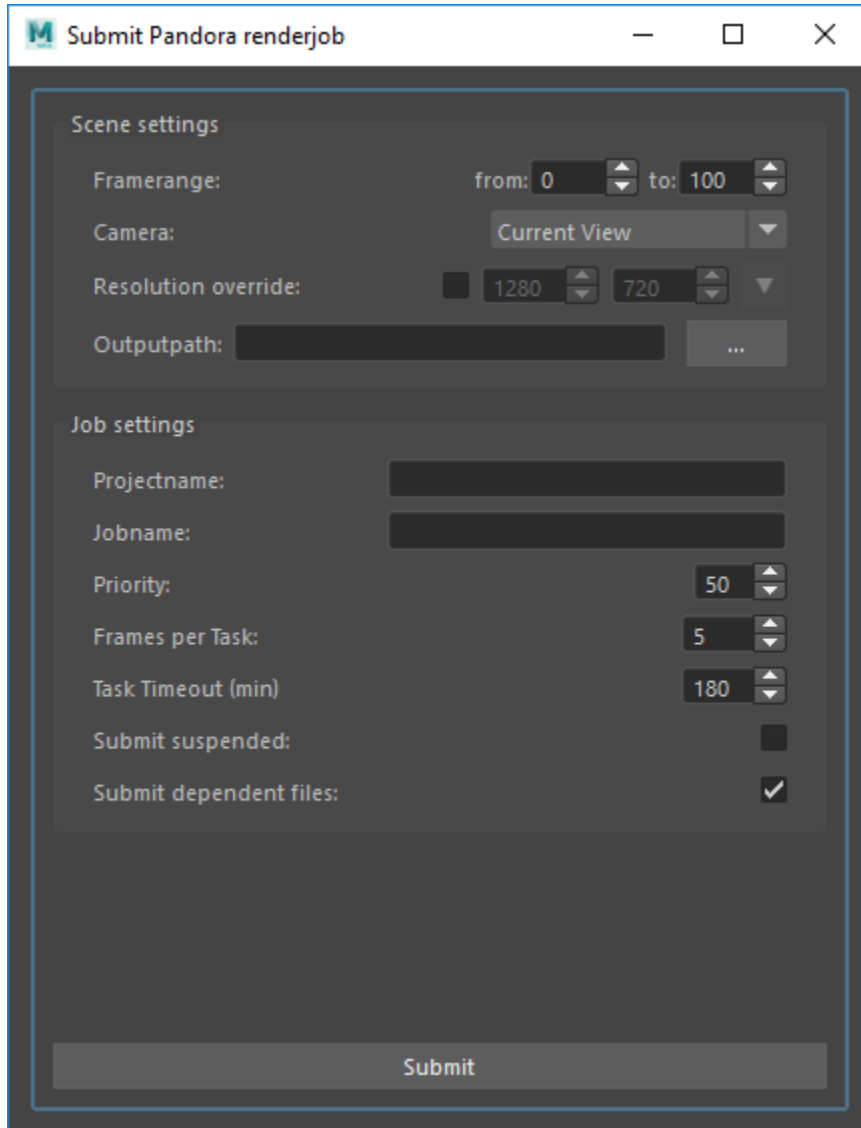 Submit Pandora renderjob
Scene settings
Framerange: from: 0 to: 100
Camera: Current View
Resolution override: 1280 720
Outputpath: ...
Job settings
Projectname:
Jobname:
Priority: 50
Frames per Task: 5
Task Timeout (min) 180
Submit suspended:
Submit dependent files:
Submit